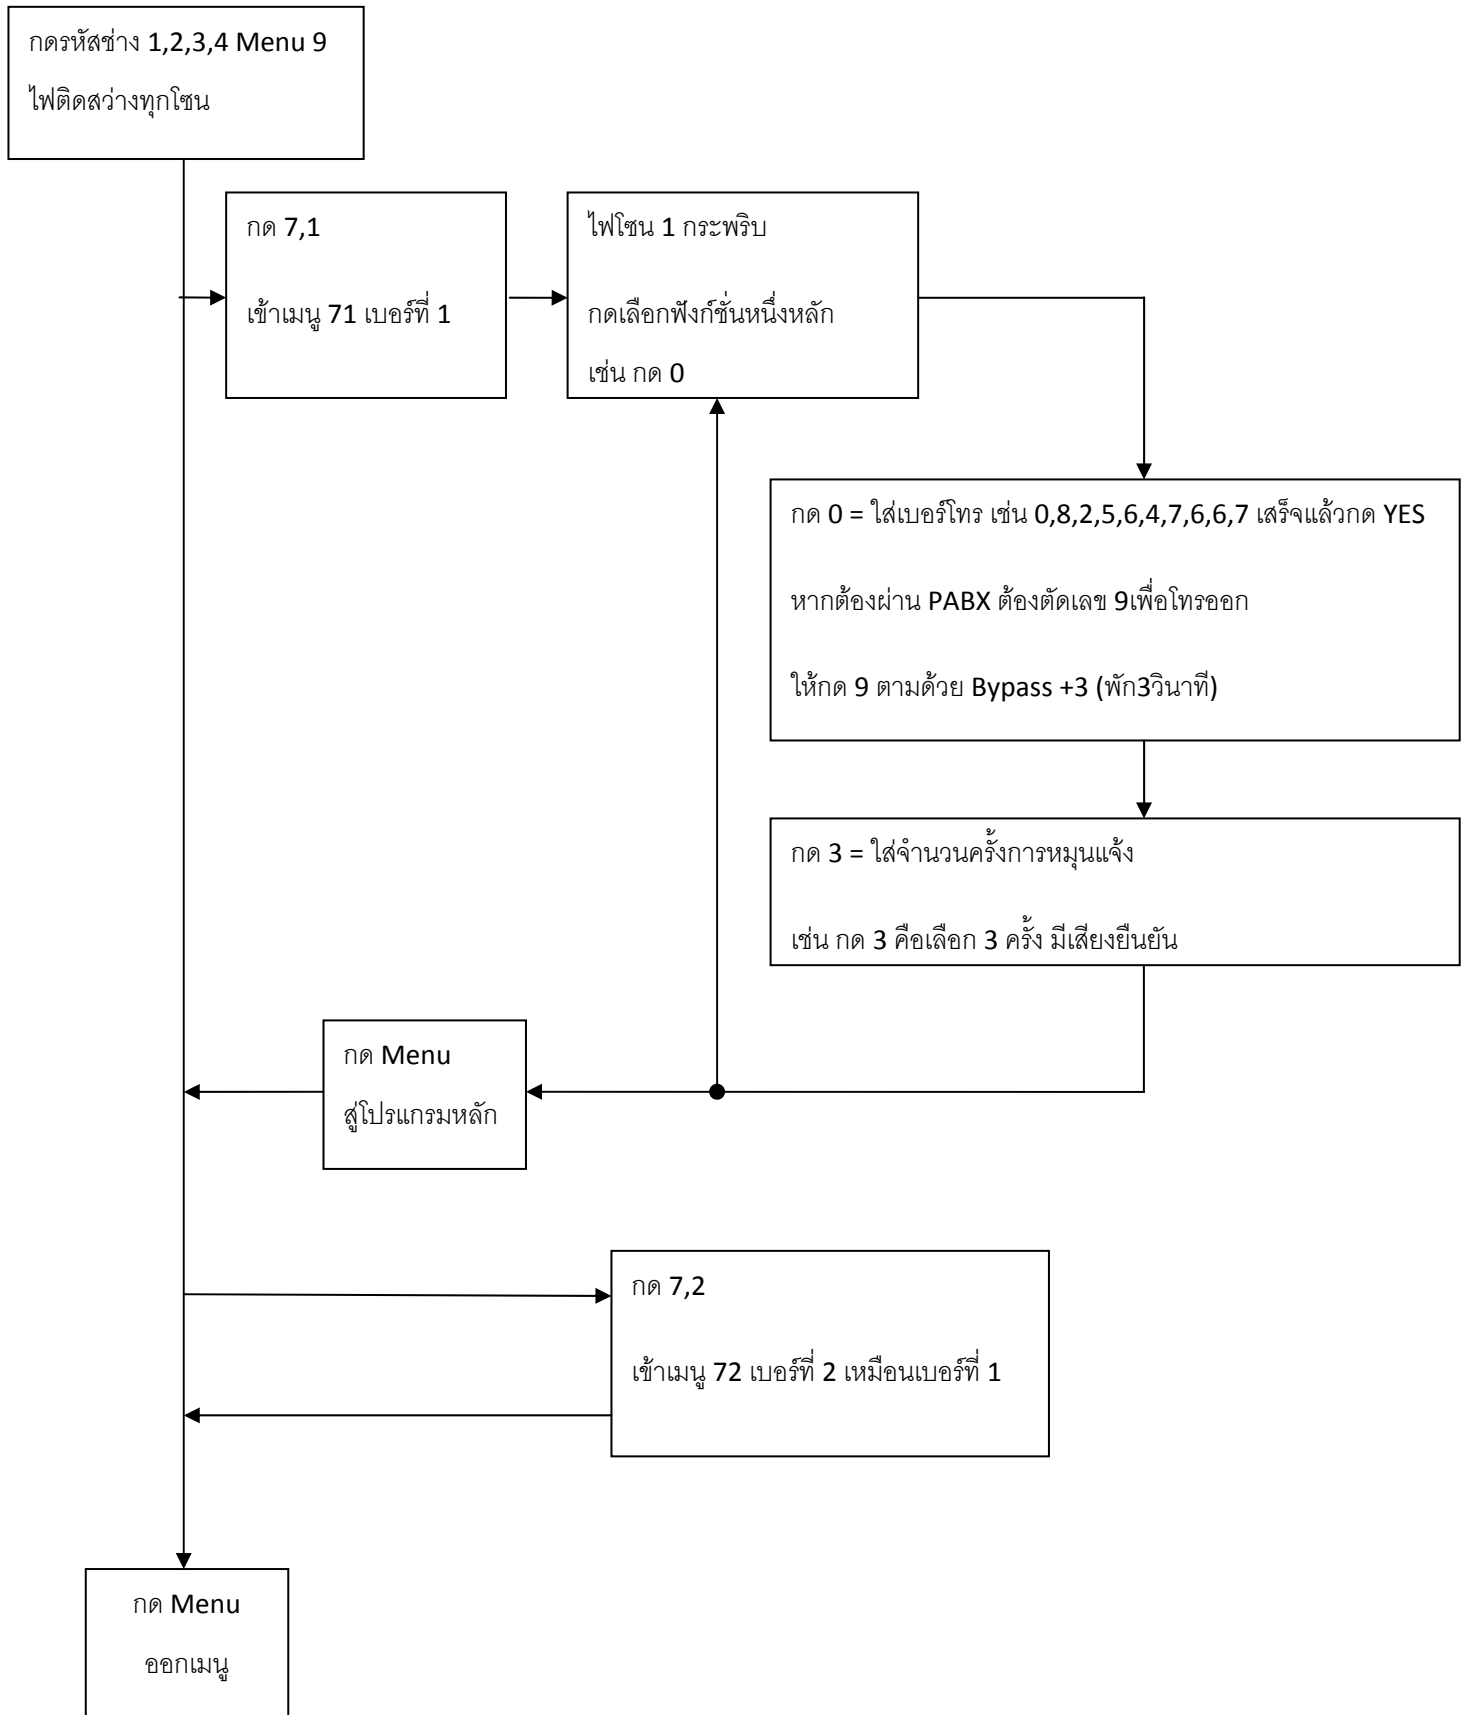 กดรหัสช่าง 1,2,3,4 Menu 9
ไฟติดสว่างทุกโซน
กด 7,1
เข้าเมนู 71 เบอร์ที่ 1
ไฟโซน 1 กระพริบ
กดเลือกฟังก์ชั่นหนึ่งหลัก
เช่น กด 0
กด 0 = ใส่เบอร์โทร เช่น 0,8,2,5,6,4,7,6,6,7 เสร็จแล้วกด YES
หากต้องผ่าน PABX ต้องตัดเลข 9เพื่อโทรออก
ให้กด 9 ตามด้วย Bypass +3 (พัก3วินาที)
กด 3 = ใส่จำนวนครั้งการหมุนแจ้ง
เช่น กด 3 คือเลือก 3 ครั้ง มีเสียงยืนยัน
กด Menu
สู่โปรแกรมหลัก
กด 7,2
เข้าเมนู 72 เบอร์ที่ 2 เหมือนเบอร์ที่ 1
กด Menu
ออกเมนู